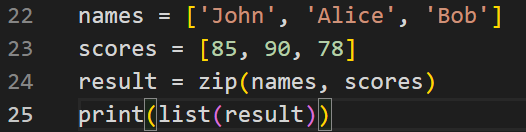 22 names = ['John', 'Alice', 'Bob']
23 scores = [85, 90, 78]
24 result = zip(names, scores)
25 print(list(result))